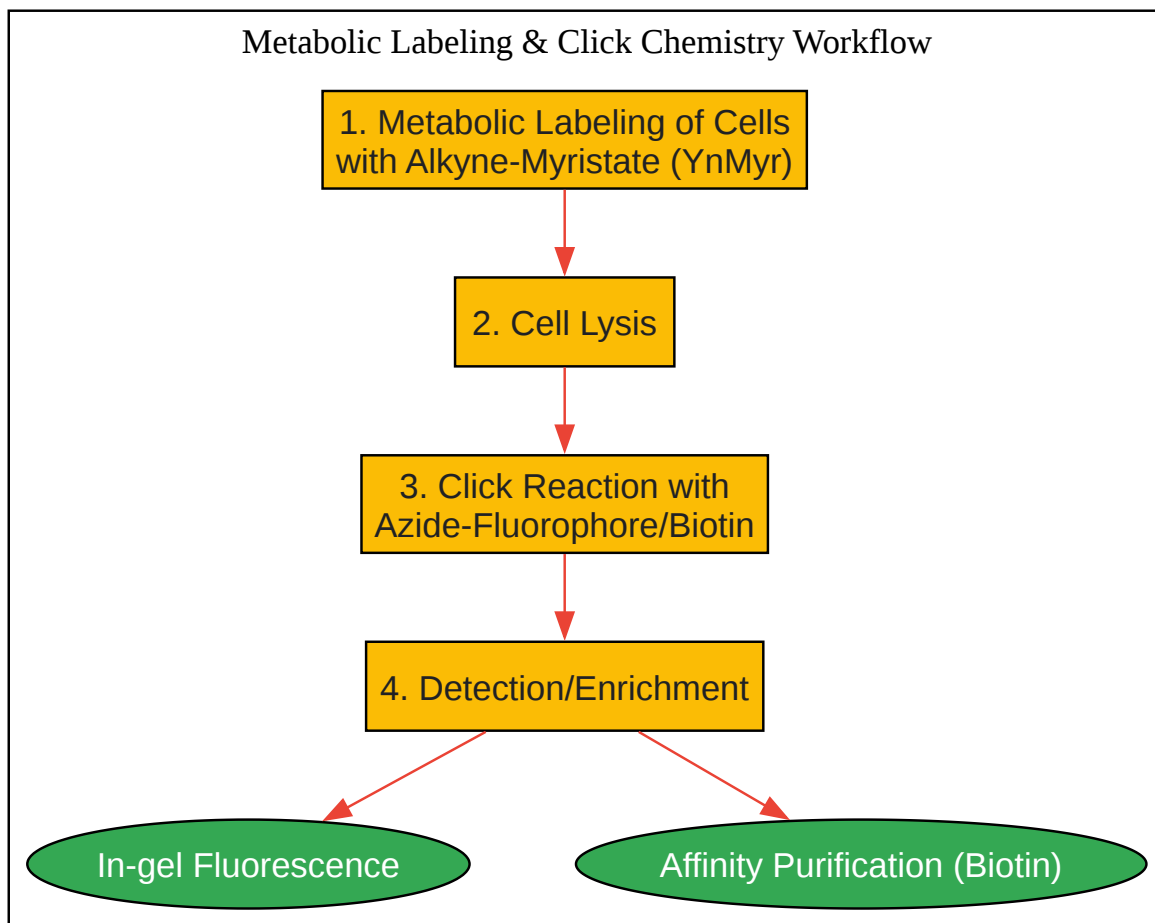 Metabolic Labeling & Click Chemistry Workflow
1. Metabolic Labeling of Cells
with Alkyne-Myristate (YnMyr)
2. Cell Lysis
3. Click Reaction with
Azide-Fluorophore/Biotin
4. Detection/Enrichment
In-gel Fluorescence
Affinity Purification (Biotin)